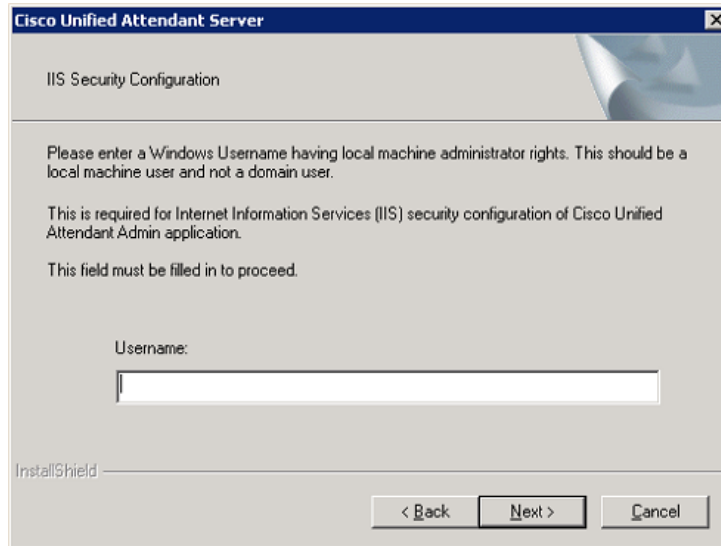 Cisco Unified Attendant Server
IIS Security Configuration
Please enter a Windows Username having local machine administrator rights. This should be a
local machine user and not a domain user.
This is required for Internet Information Services (IIS) security configuration of Cisco Unified
Attendant Admin application.
This field must be filled in to proceed.
Username:
InstallShield
< Back Next > Cancel